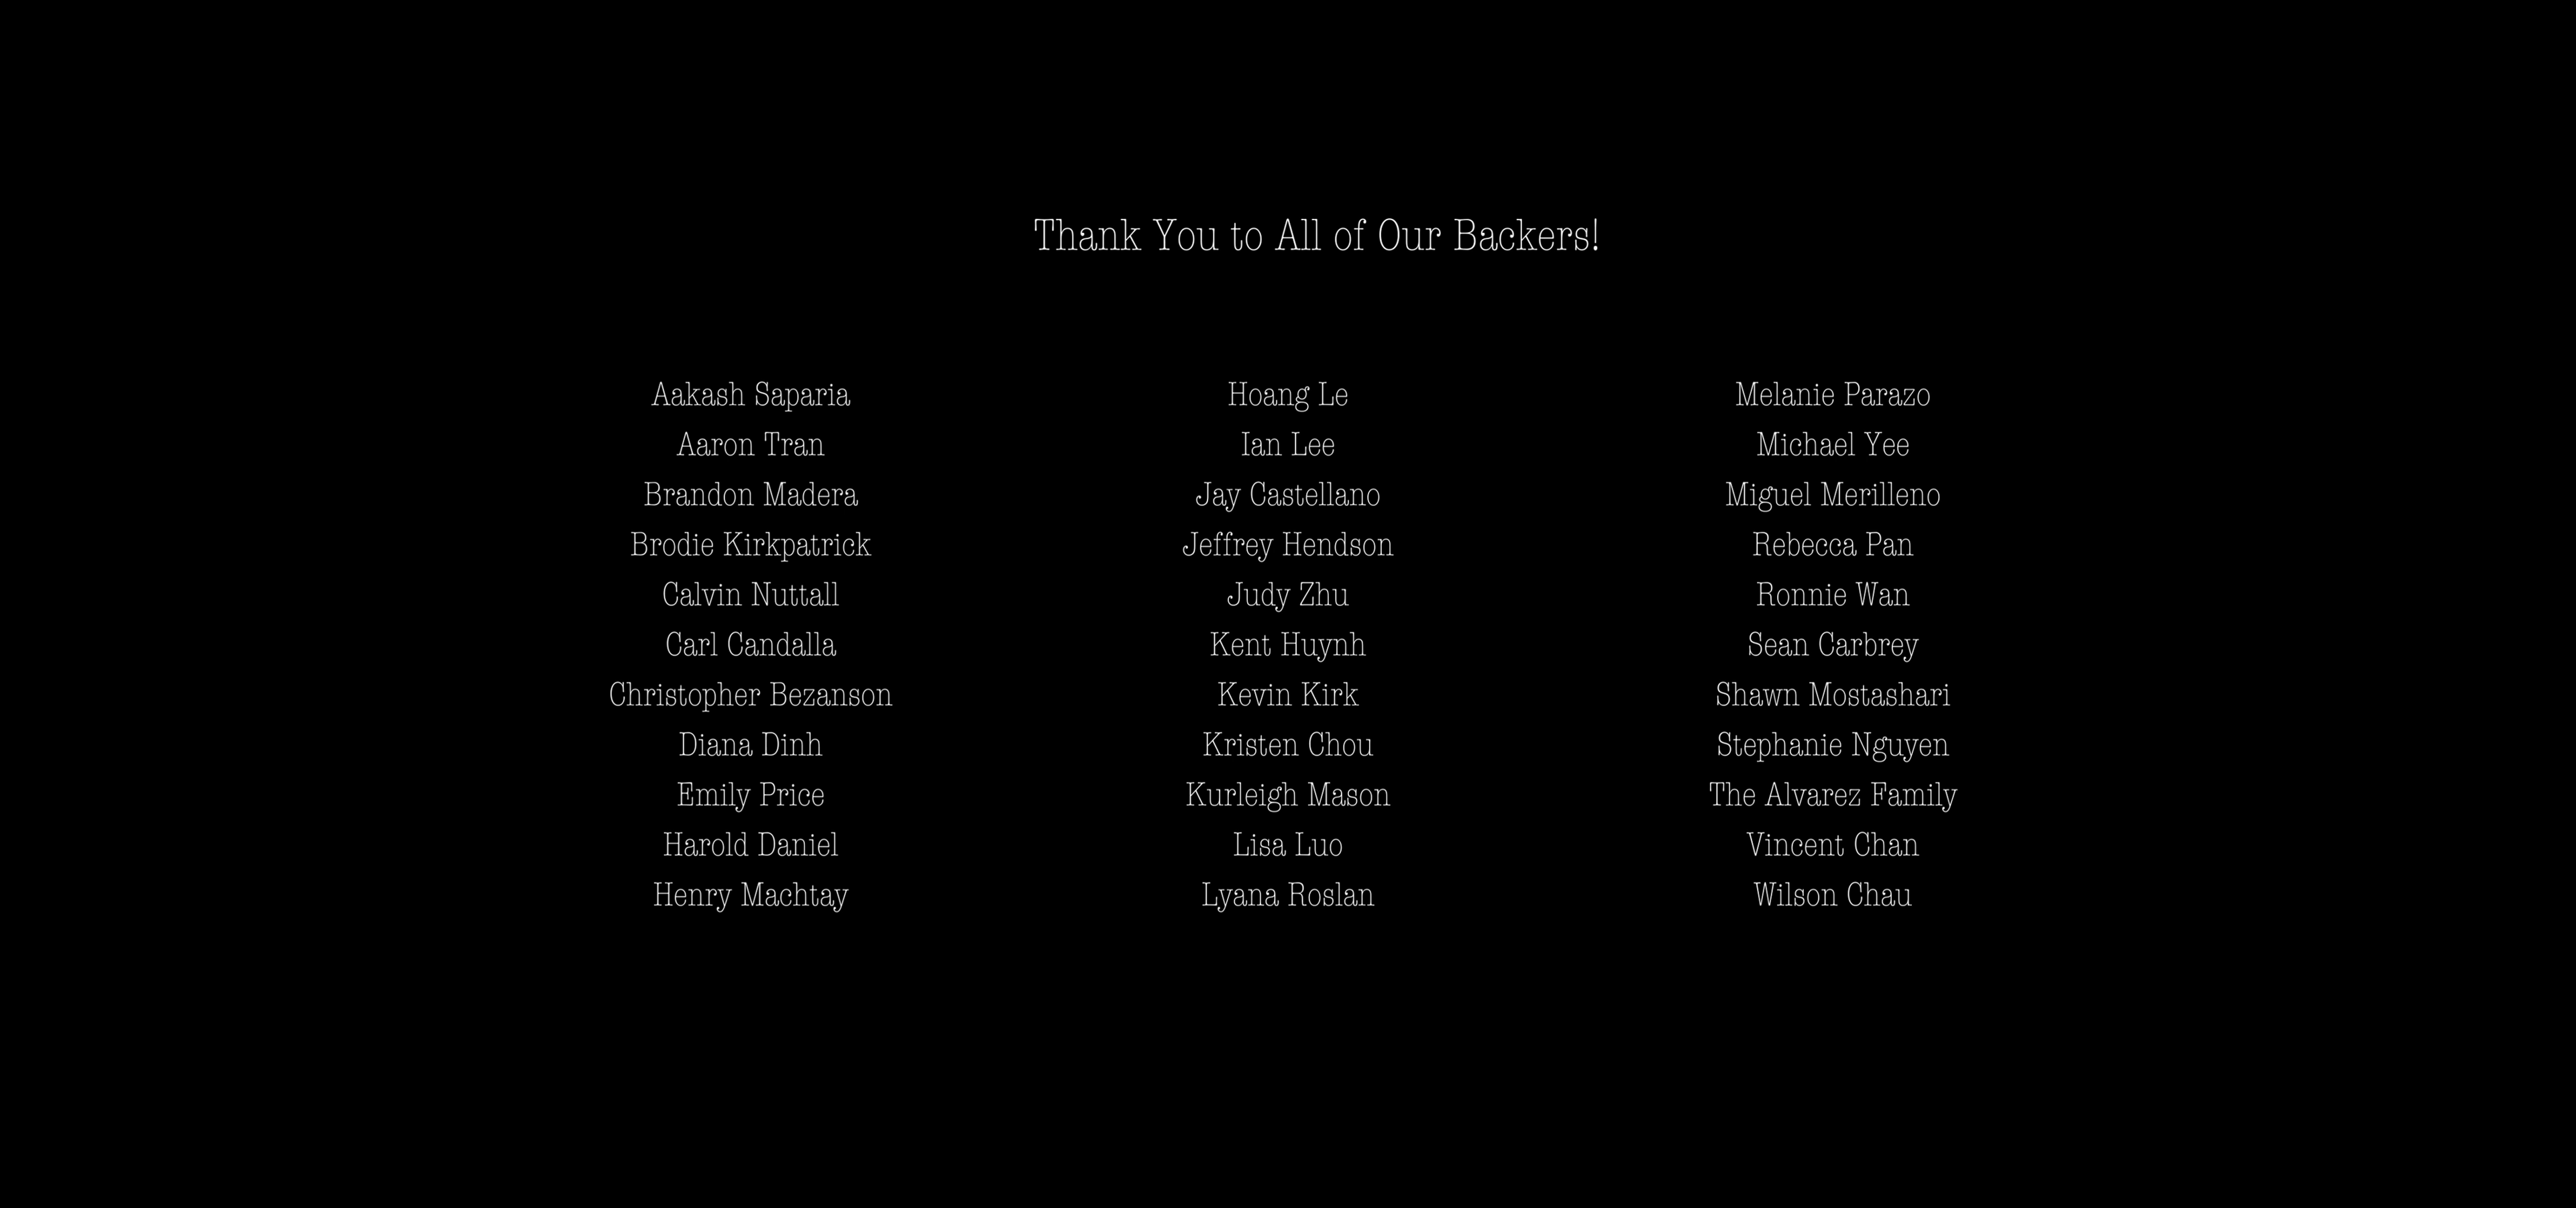 Thank You to All of Our Backers!
Aakash Saparia
Aaron Tran
Brandon Madera
Brodie Kirkpatrick
Calvin Nuttall
Carl Candalla
Christopher Bezanson
Diana Dinh
Emily Price
Harold Daniel
Henry Machtay
Hoang Le
Ian Lee
Jay Castellano
Jeffrey Hendson
Judy Zhu
Kent Huynh
Kevin Kirk
Kristen Chou
Kurleigh Mason
Lisa Luo
Lyana Roslan
Melanie Parazo
Michael Yee
Miguel Merilleno
Rebecca Pan
Ronnie Wan
Sean Carbrey
Shawn Mostashari
Stephanie Nguyen
The Alvarez Family
Vincent Chan
Wilson Chau